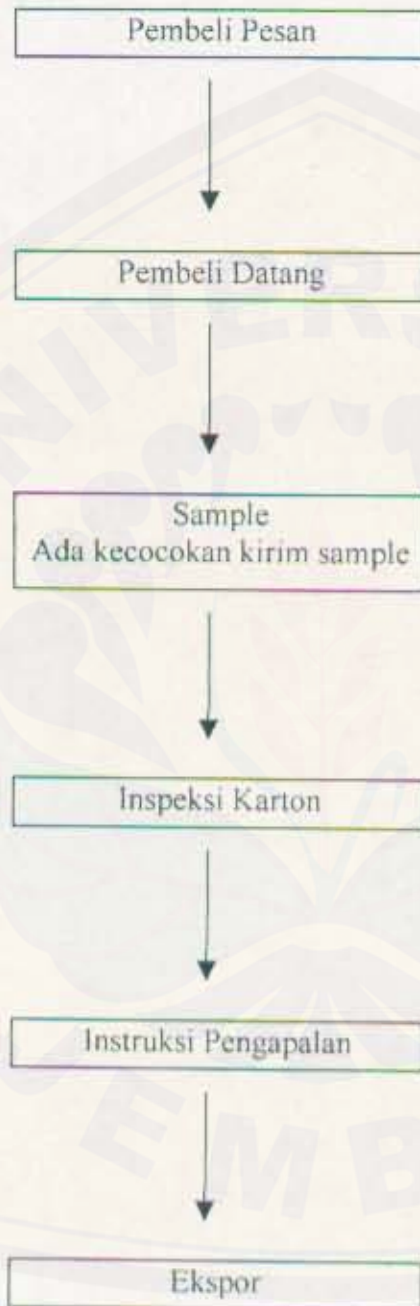 Pembeli Pesan
Pembeli Datang
Sample
Ada kecocokan kirim sample
Inspeksi Karton
Instruksi Pengapalan
Ekspor